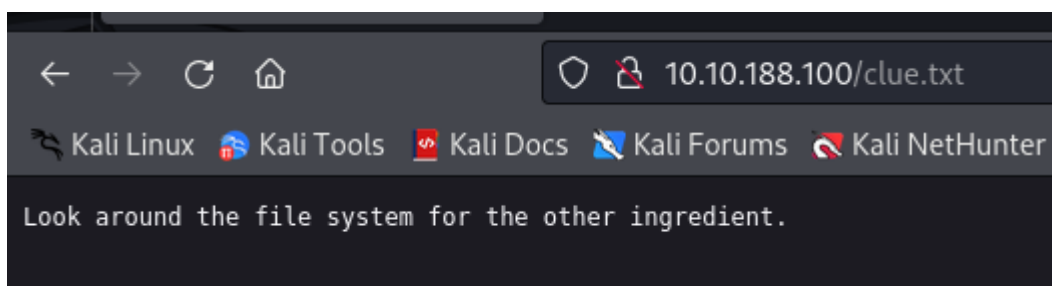 10.10.188.100/clue.txt
Kali Linux Kali Tools Kali Docs Kali Forums Kali NetHunter
Look around the file system for the other ingredient.